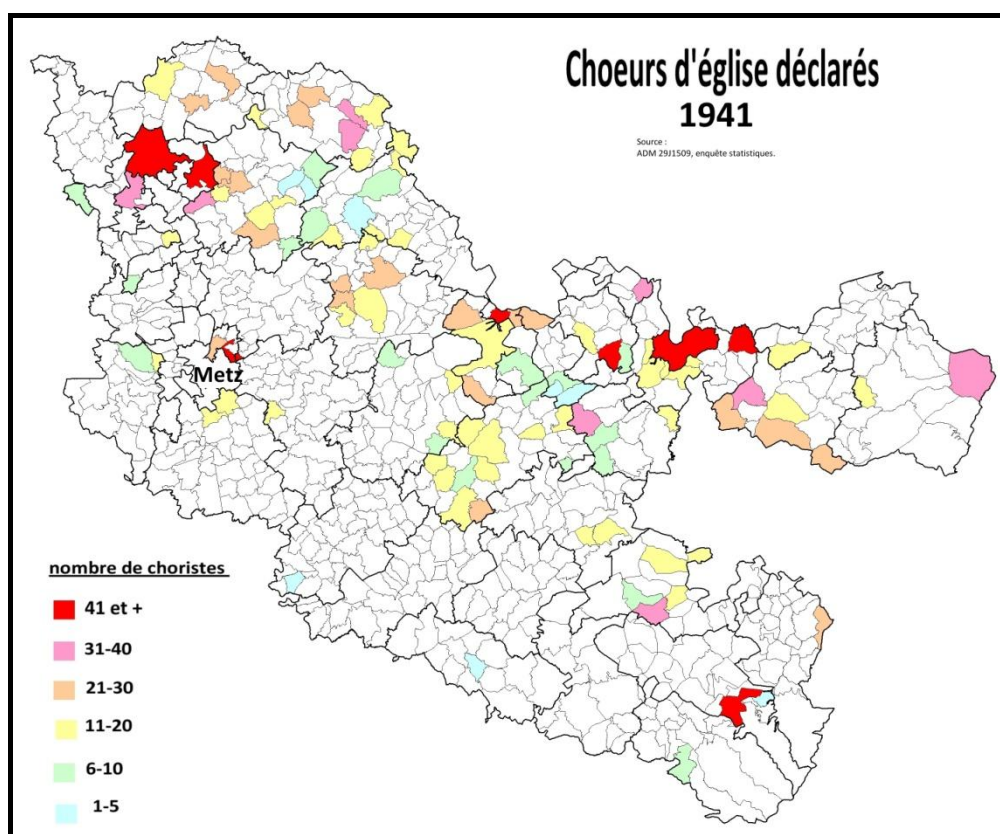 Choeurs d'église déclarés
1941
Source :
ADM 29J1509, enquête statistiques.
Metz
nombre de choristes
41 et +
31-40
21-30
11-20
6-10
1-5